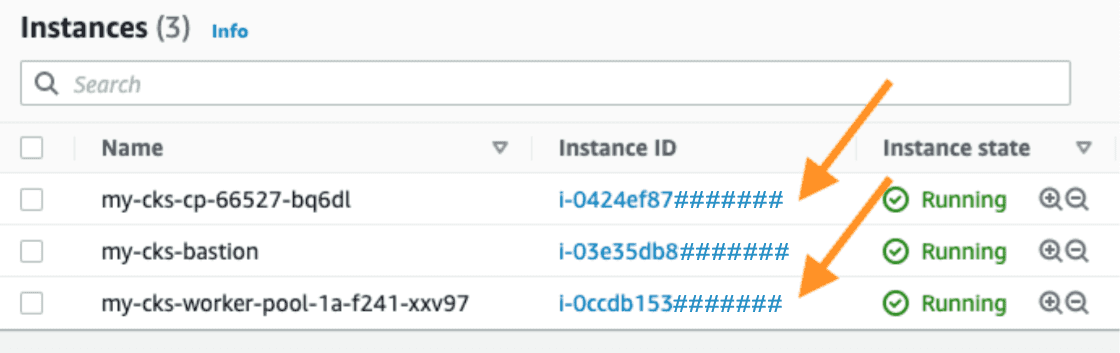 Instances (3) Info
Search
Name Instance ID Instance state
my-cks-cp-66527-bq6dl i-0424ef87####### Running
my-cks-bastion i-03e35db8####### Running
my-cks-worker-pool-1a-f241-xxv97 i-0ccdb153####### Running